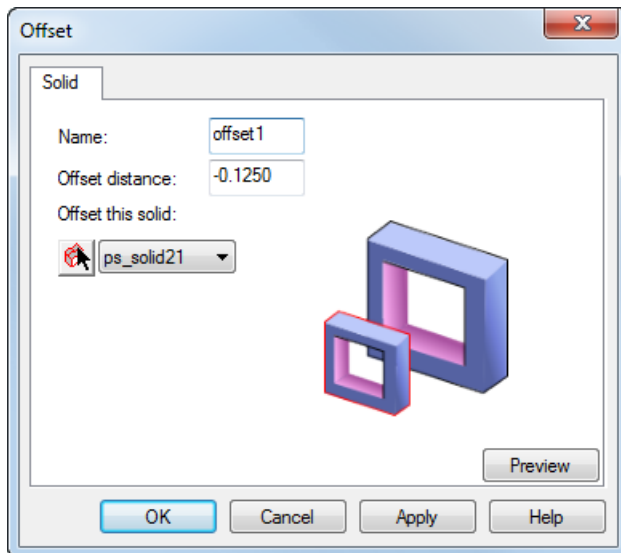 Offset
Solid
Name: offset1
Offset distance: -0.1250
Offset this solid:
ps_solid21
Preview
OK Cancel Apply Help